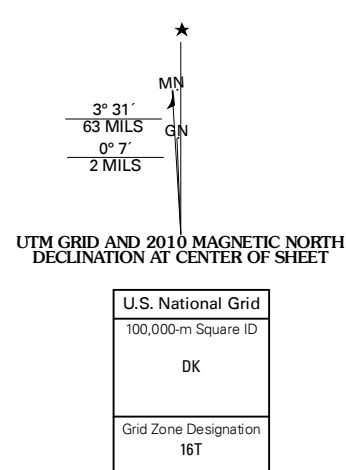 MN
3° 31´
63 MILS
GN
0° 7´
2 MILS
UTM GRID AND 2010 MAGNETIC NORTH
DECLINATION AT CENTER OF SHEET
U.S. National Grid
100,000-m Square ID
DK
Grid Zone Designation
16T